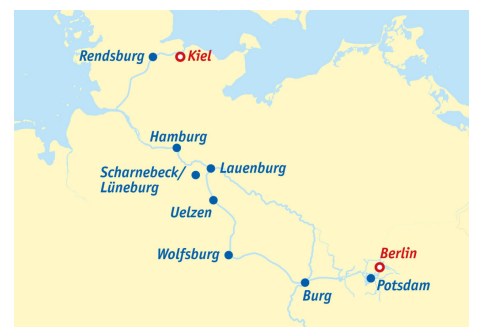 Rendsburg
Kiel
Hamburg
Scharnebeck/
Lüneburg
Lauenburg
Uelzen
Wolfsburg
Berlin
Potsdam
Burg